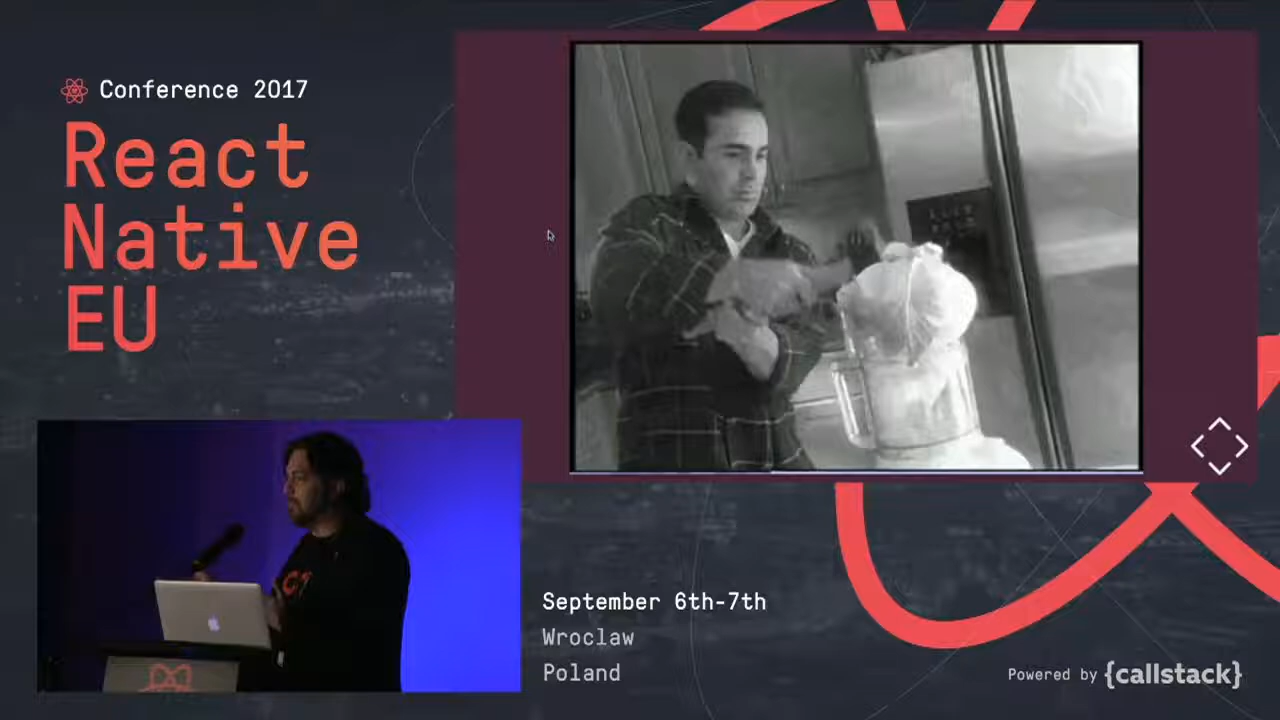 Conference 2017
React
Native
EU
September 6th-7th
Wroclaw
Poland
Powered by {callstack}